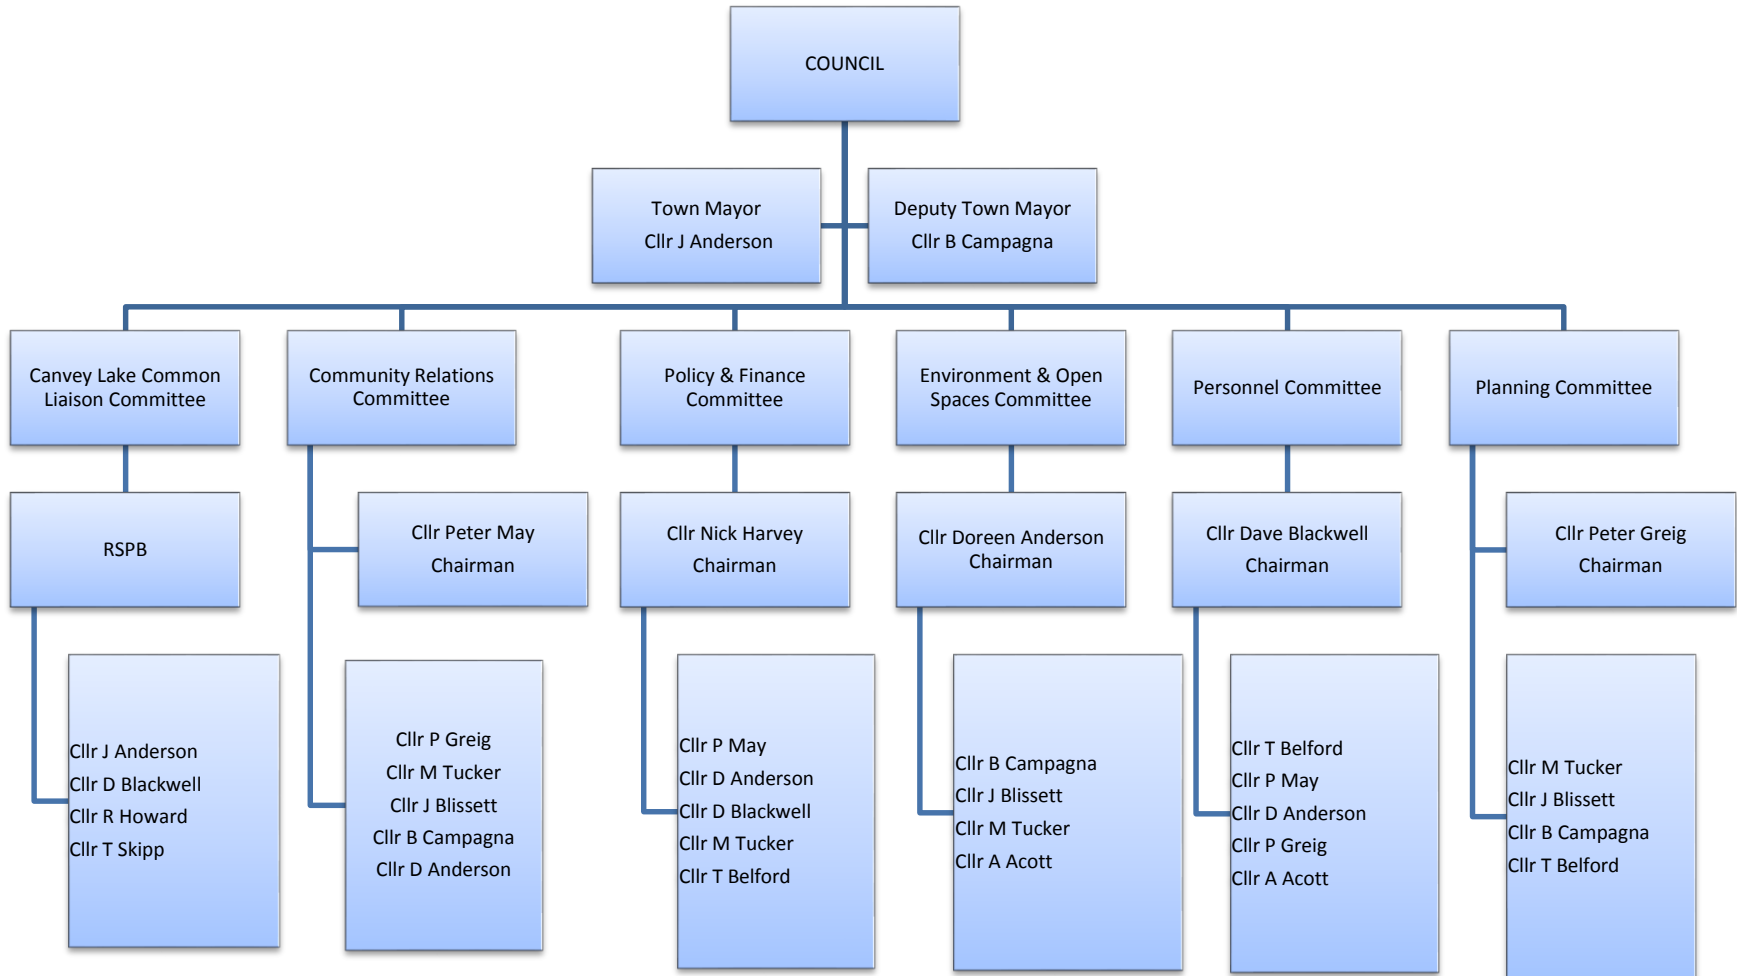 COUNCIL
Town Mayor
Cllr J Anderson
Deputy Town Mayor
Cllr B Campagna
Canvey Lake Common
Liaison Committee
Community Relations
Committee
Policy & Finance
Committee
Environment & Open
Spaces Committee
Personnel Committee
Planning Committee
RSPB
Cllr Peter May
Chairman
Cllr Nick Harvey
Chairman
Cllr Doreen Anderson
Chairman
Cllr Dave Blackwell
Chairman
Cllr Peter Greig
Chairman
Cllr J Anderson
Cllr D Blackwell
Cllr R Howard
Cllr T Skipp
Cllr P Greig
Cllr M Tucker
Cllr J Blissett
Cllr B Campagna
Cllr D Anderson
Cllr P May
Cllr D Anderson
Cllr D Blackwell
Cllr M Tucker
Cllr T Belford
Cllr B Campagna
Cllr J Blissett
Cllr M Tucker
Cllr A Acott
Cllr T Belford
Cllr P May
Cllr D Anderson
Cllr P Greig
Cllr A Acott
Cllr M Tucker
Cllr J Blissett
Cllr B Campagna
Cllr T Belford